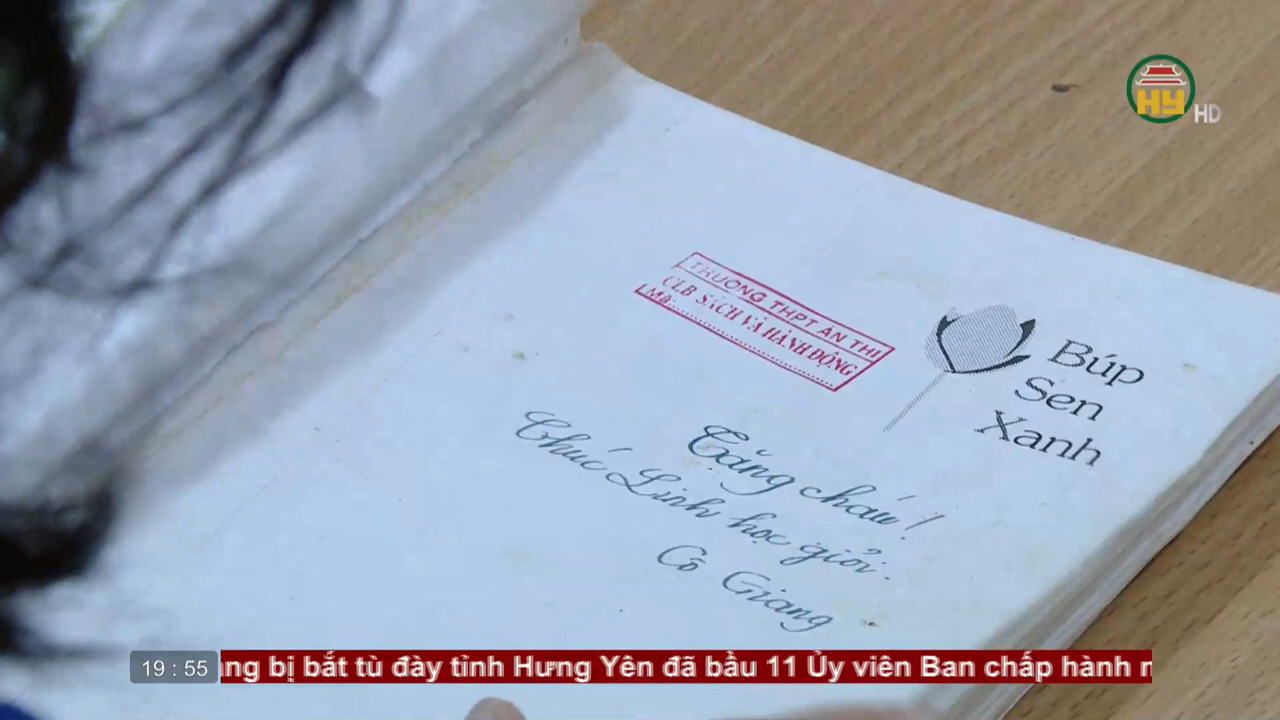 HY HD
TRƯỜNG THPT ÂN THI
CLB SÁCH VÀ HÀNH ĐỘNG
Mã:
Búp
Sen
Xanh
Tặng cháu!
Chúc Linh học giỏi.
Cô Giang
19 : 55
ng bị bắt tù đày tỉnh Hưng Yên đã bầu 11 Ủy viên Ban chấp hành